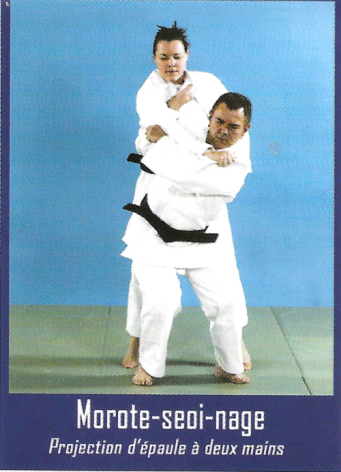 Morote-seoi-nage
Projection d'épaule à deux mains